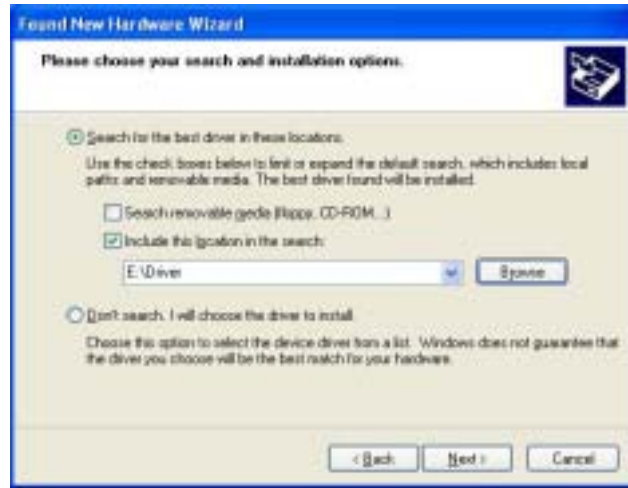 Found New Hardware Wizard
Please choose your search and installation options.
Search for the best driver in these locations.
Use the check boxes below to limit or expand the default search, which includes local
paths and removable media. The best driver found will be installed.
Search removable media (floppy, CD-ROM...)
Include this location in the search:
E:\Driver
Browse
Don't search. I will choose the driver to install.
Choose this option to select the device driver from a list. Windows does not guarantee that
the driver you choose will be the best match for your hardware.
< Back
Next >
Cancel